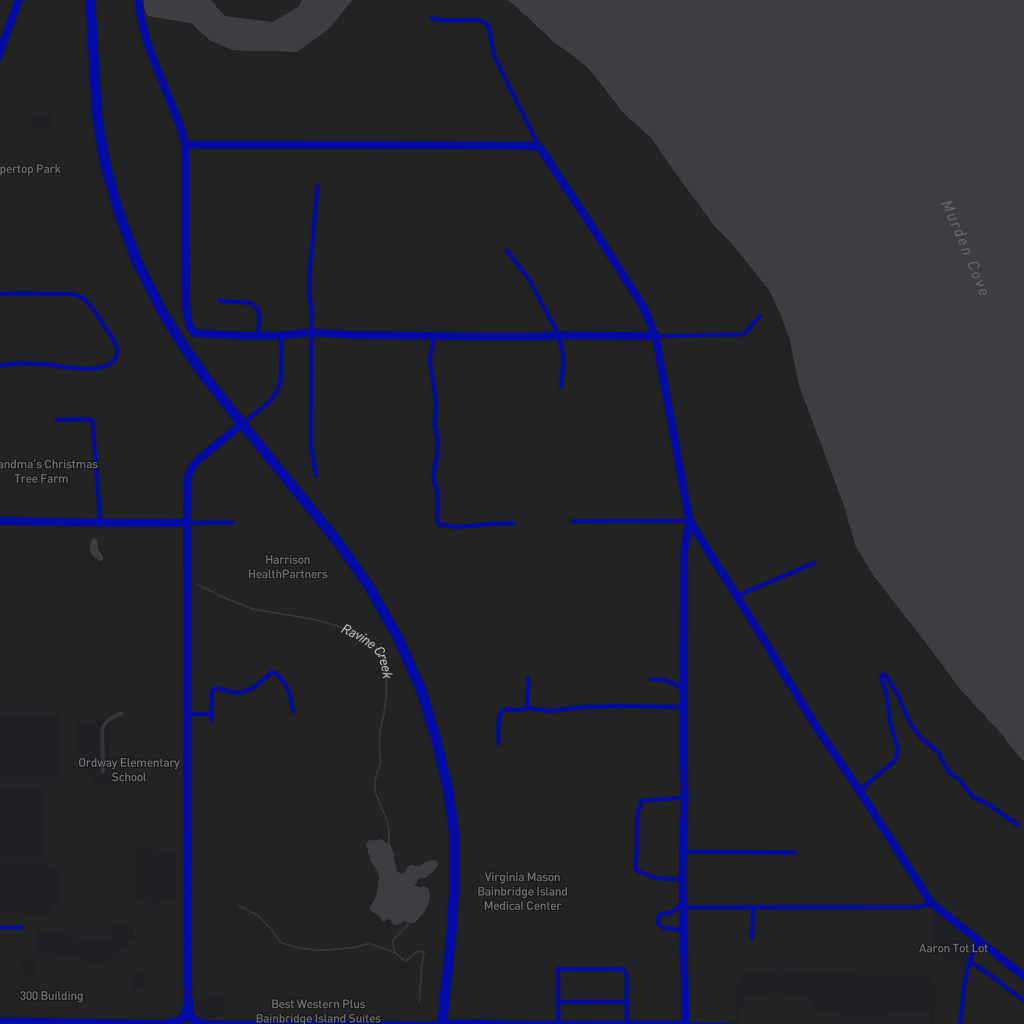 pertop Park
Murden Cove
andma's Christmas
Tree Farm
Harrison
HealthPartners
Ravine Creek
Ordway Elementary
School
Virginia Mason
Bainbridge Island
Medical Center
Aaron Tot Lot
300 Building
Best Western Plus
Bainbridge Island Suites